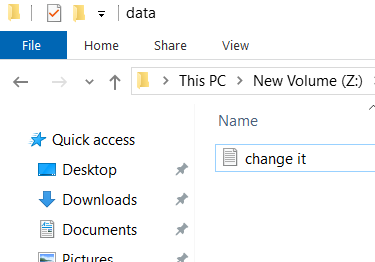 data
File Home Share View
This PC > New Volume (Z:) >
Name
Quick access
change it
Desktop
Downloads
Documents
Pictures